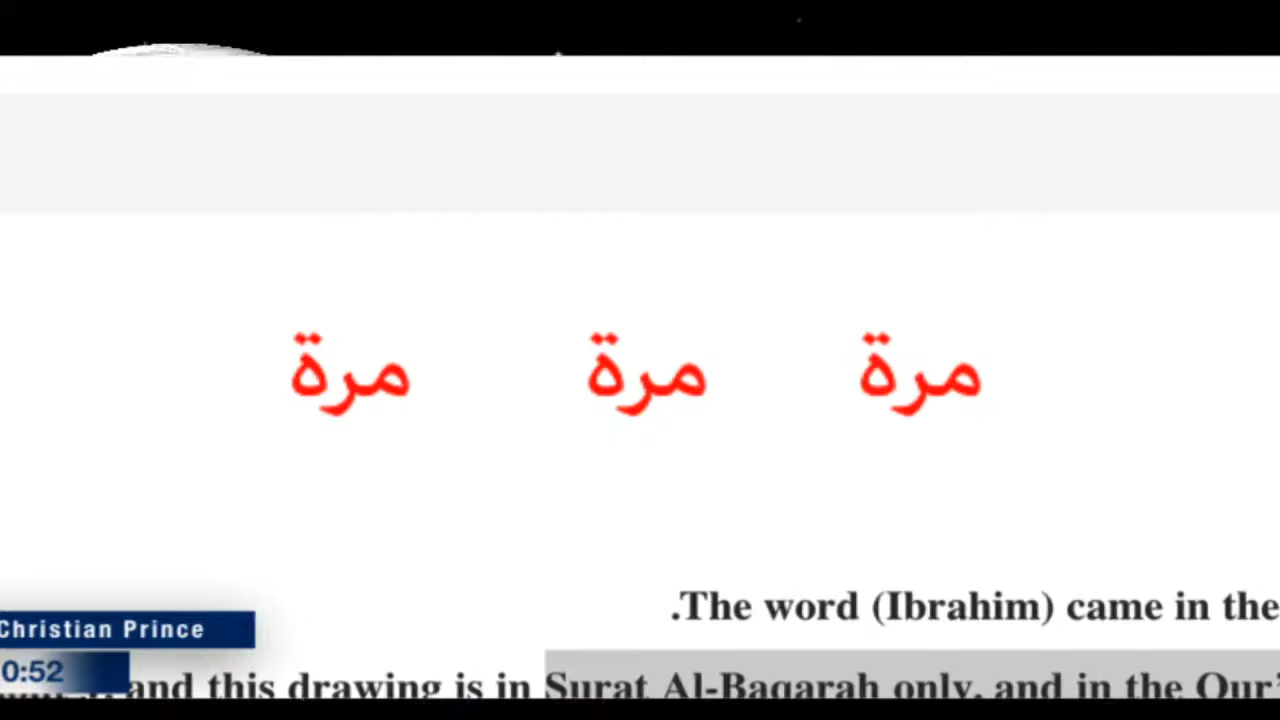 مرة مرة مرة
.The word (Ibrahim) came in the
Christian Prince
0:52
and this drawing is in Surat Al-Baqarah only, and in the Qur'